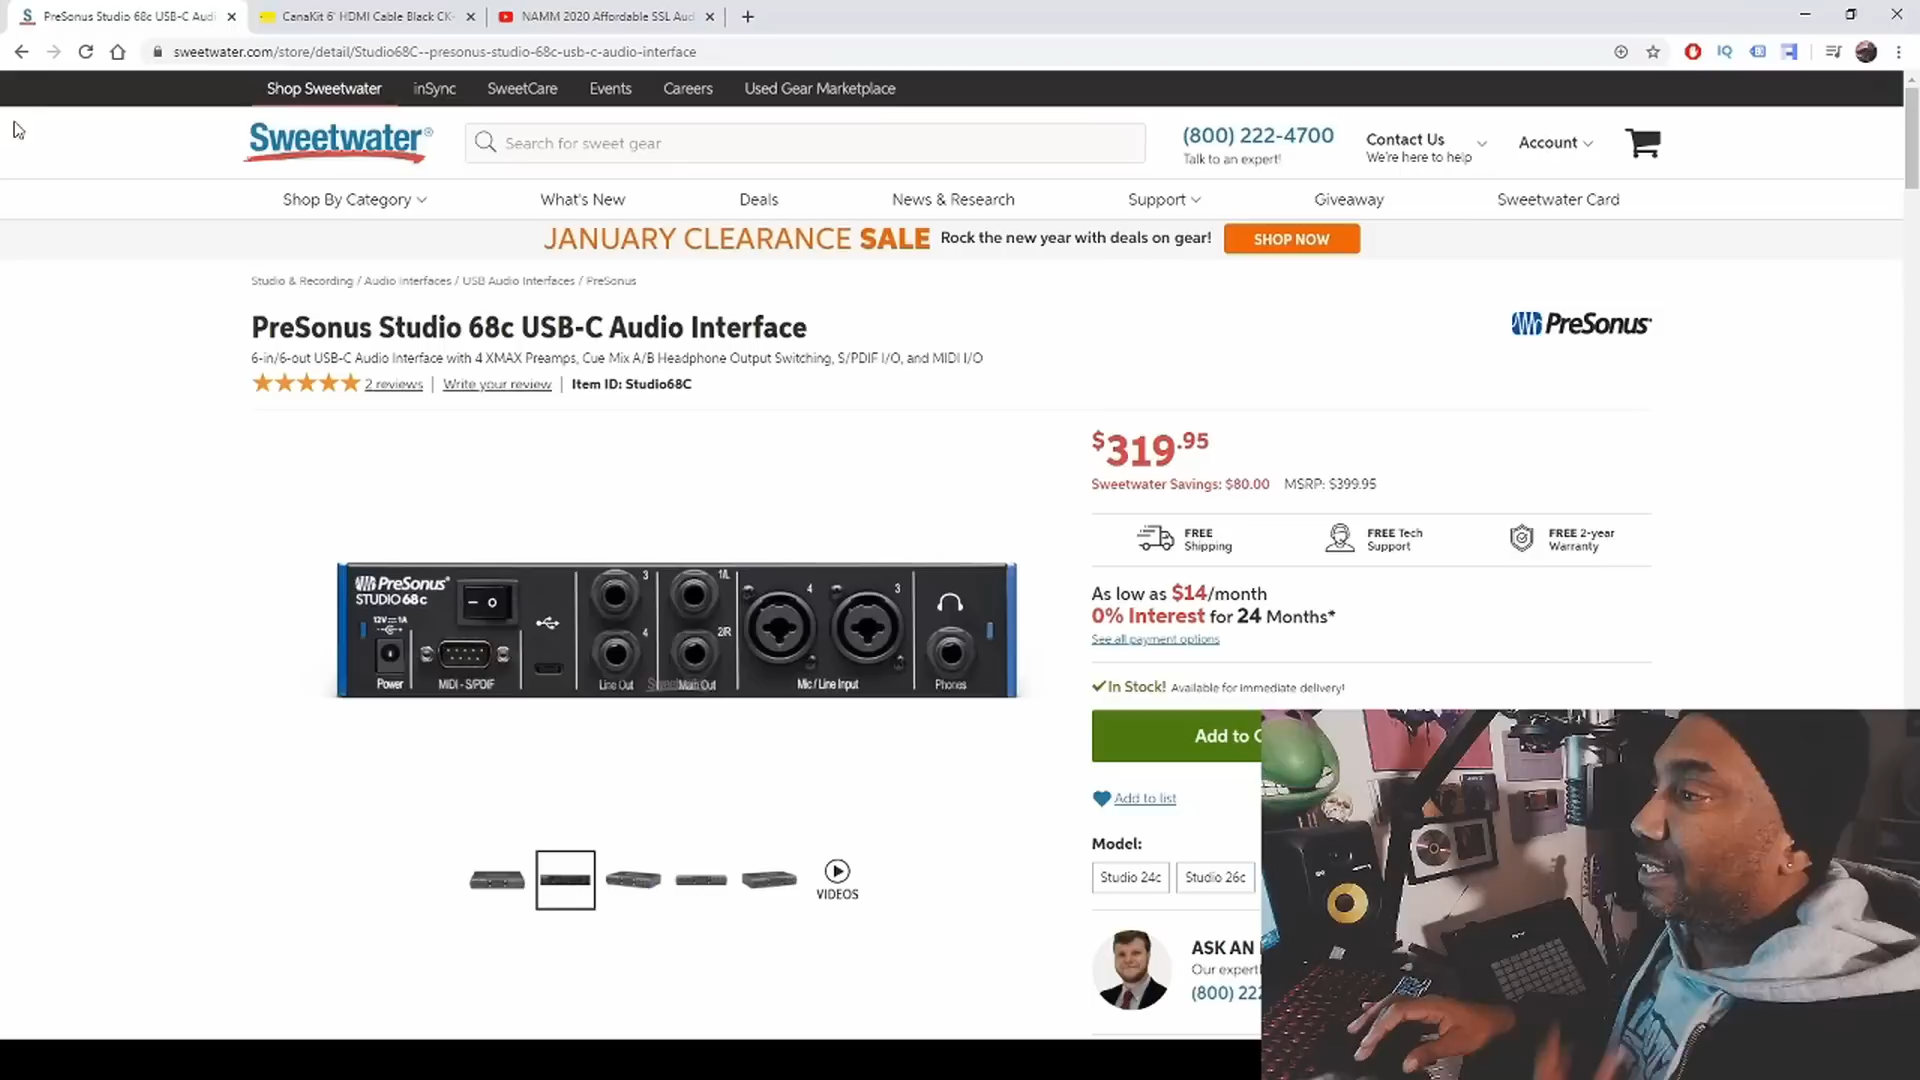 PreSonus Studio 68c USB-C Audi
CanaKit 6' HDMI Cable Black CK-
NAMM 2020 Affordable SSL Aud
sweetwater.com/store/detail/Studio68C--presonus-studio-68c-usb-c-audio-interface
Shop Sweetwater
inSync
SweetCare
Events
Careers
Used Gear Marketplace
Sweetwater®
Search for sweet gear
(800) 222-4700
Talk to an expert!
Contact Us
We're here to help
Account
Shop By Category
What's New
Deals
News & Research
Support
Giveaway
Sweetwater Card
JANUARY CLEARANCE SALE Rock the new year with deals on gear! SHOP NOW
Studio & Recording / Audio Interfaces / USB Audio Interfaces / PreSonus
PreSonus Studio 68c USB-C Audio Interface
PreSonus
6-in/6-out USB-C Audio Interface with 4 XMAX Preamps, Cue Mix A/B Headphone Output Switching, S/PDIF I/O, and MIDI I/O
2 reviews | Write your review | Item ID: Studio68C
$319.95
Sweetwater Savings: $80.00 MSRP: $399.95
FREE Shipping
FREE Tech Support
FREE 2-year Warranty
As low as $14/month
0% Interest for 24 Months*
See all payment options
In Stock! Available for immediate delivery!
PreSonus®
STUDIO 68c
12V 1A
Power
MIDI - S/PDIF
3
4
Line Out
1/L
2/R
Main Out
4
3
Mic / Line Input
Phones
VIDEOS
Add to C
Add to list
Model:
Studio 24c
Studio 26c
ASK AN
Our expert
(800) 222